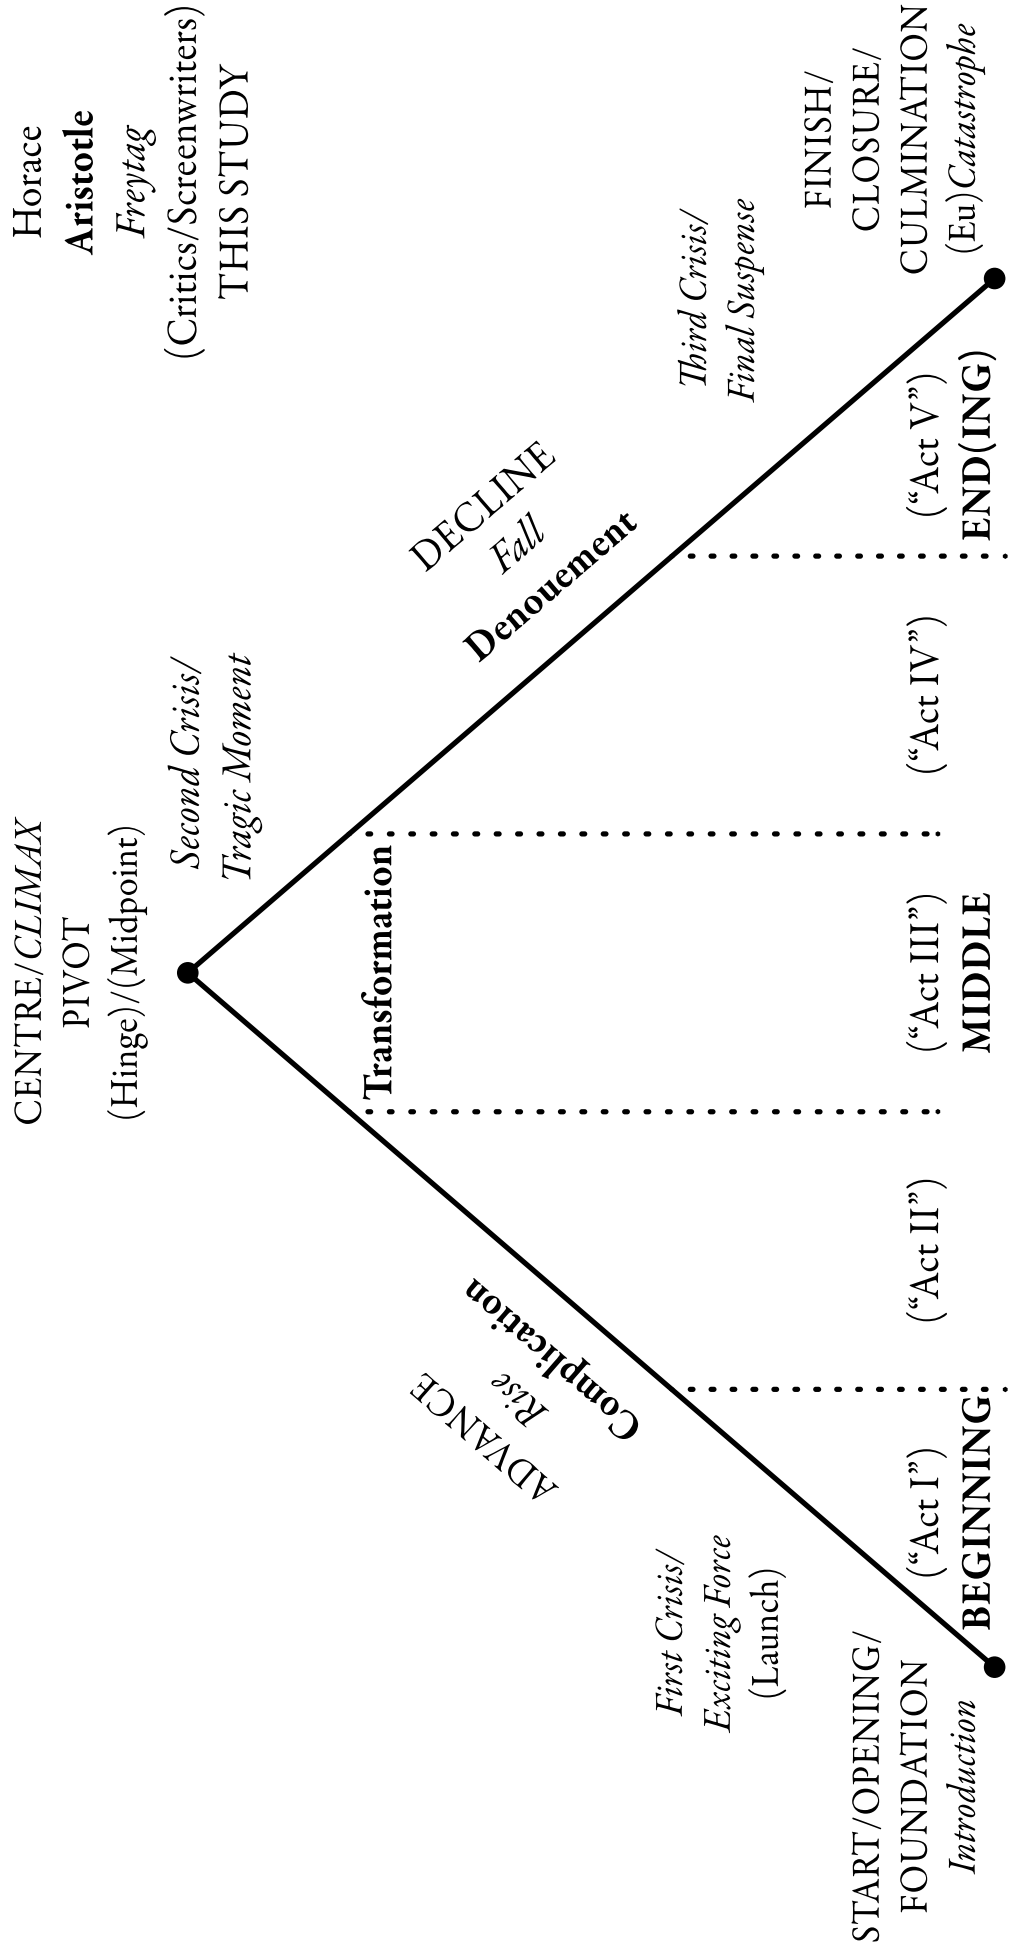 CENTRE/CLIMAX
PIVOT
(Hinge)/(Midpoint)
Horace
Aristotle
Freytag
(Critics/Screenwriters)
THIS STUDY
Second Crisis/
Tragic Moment
Transformation
ADVANCE
Rise
Complication
DECLINE
Fall
Denouement
First Crisis/
Exciting Force
(Launch)
Third Crisis/
Final Suspense
START/OPENING/
FOUNDATION
Introduction
FINISH/
CLOSURE/
CULMINATION
(Eu)Catastrophe
(“Act I”)
BEGINNING
(“Act II”)
(“Act III”)
MIDDLE
(“Act IV”)
(“Act V”)
END(ING)